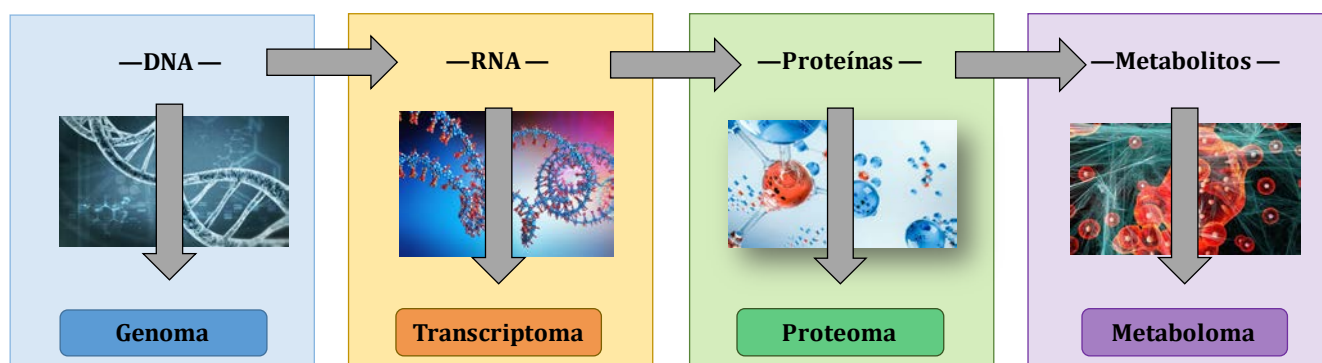 —DNA —
—RNA —
—Proteínas —
—Metabolitos —
Genoma
Transcriptoma
Proteoma
Metaboloma